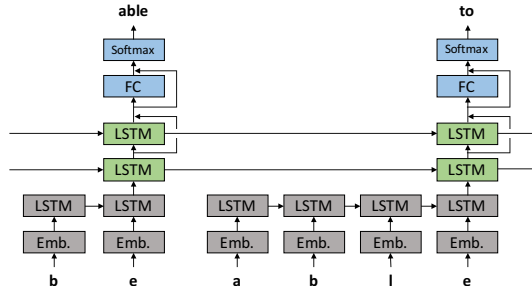 able to
Softmax Softmax
FC FC
LSTM LSTM
LSTM LSTM
LSTM LSTM LSTM LSTM LSTM LSTM
Emb. Emb. Emb. Emb. Emb. Emb.
b e a b l e